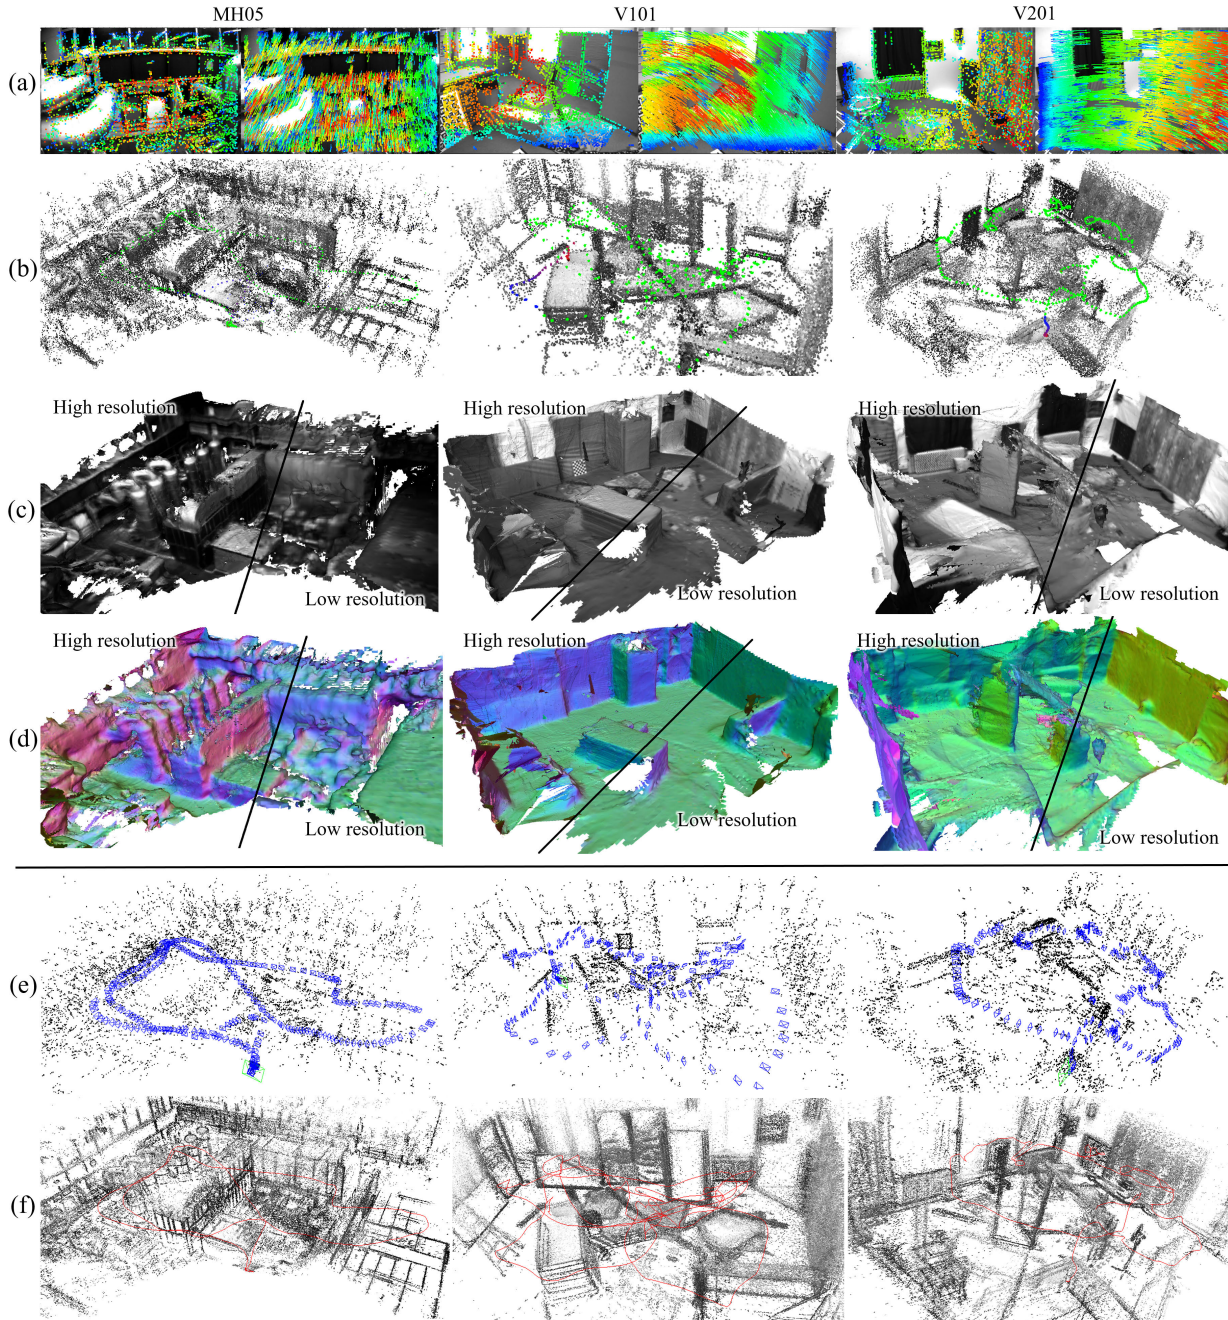 MH05 V101 V201
(a)
(b)
High resolution High resolution High resolution
(c)
Low resolution Low resolution Low resolution
High resolution High resolution High resolution
(d)
Low resolution Low resolution Low resolution
(e)
(f)